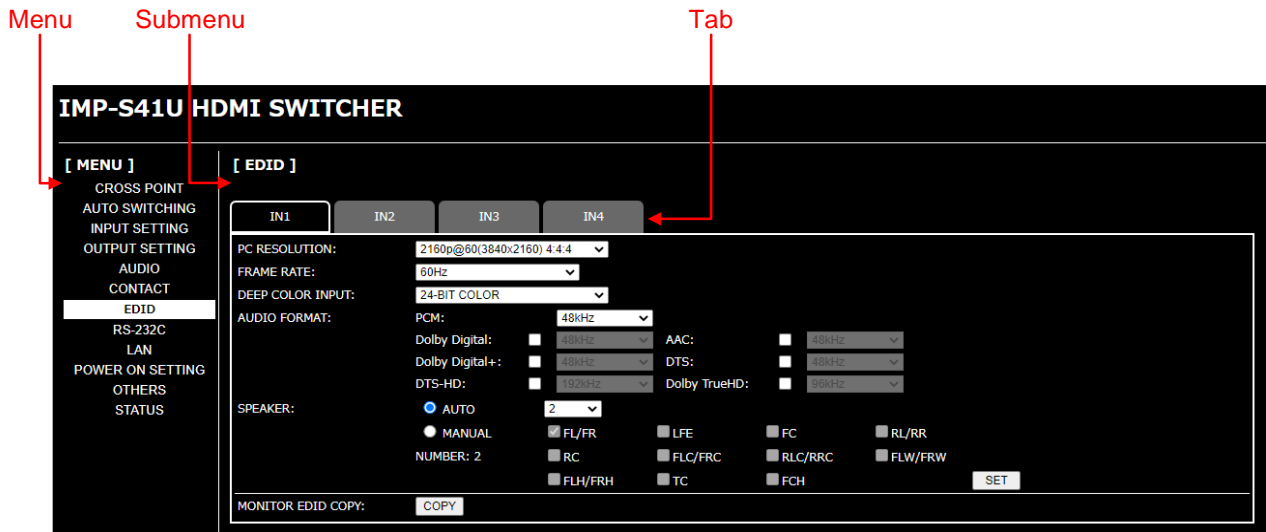 Menu Submenu Tab
IMP-S41U HDMI SWITCHER
[ MENU ]
CROSS POINT
AUTO SWITCHING
INPUT SETTING
OUTPUT SETTING
AUDIO
CONTACT
EDID
RS-232C
LAN
POWER ON SETTING
OTHERS
STATUS
[ EDID ]
IN1 IN2 IN3 IN4
PC RESOLUTION: 2160p@60(3840x2160) 4:4:4
FRAME RATE: 60Hz
DEEP COLOR INPUT: 24-BIT COLOR
AUDIO FORMAT: PCM: 48kHz
Dolby Digital: 48kHz AAC: 48kHz
Dolby Digital+: 48kHz DTS: 48kHz
DTS-HD: 192kHz Dolby TrueHD: 96kHz
SPEAKER: AUTO 2
MANUAL FL/FR LFE FC RL/RR
NUMBER: 2 RC FLC/FRC RLC/RRC FLW/FRW
FLH/FRH TC FCH SET
MONITOR EDID COPY: COPY